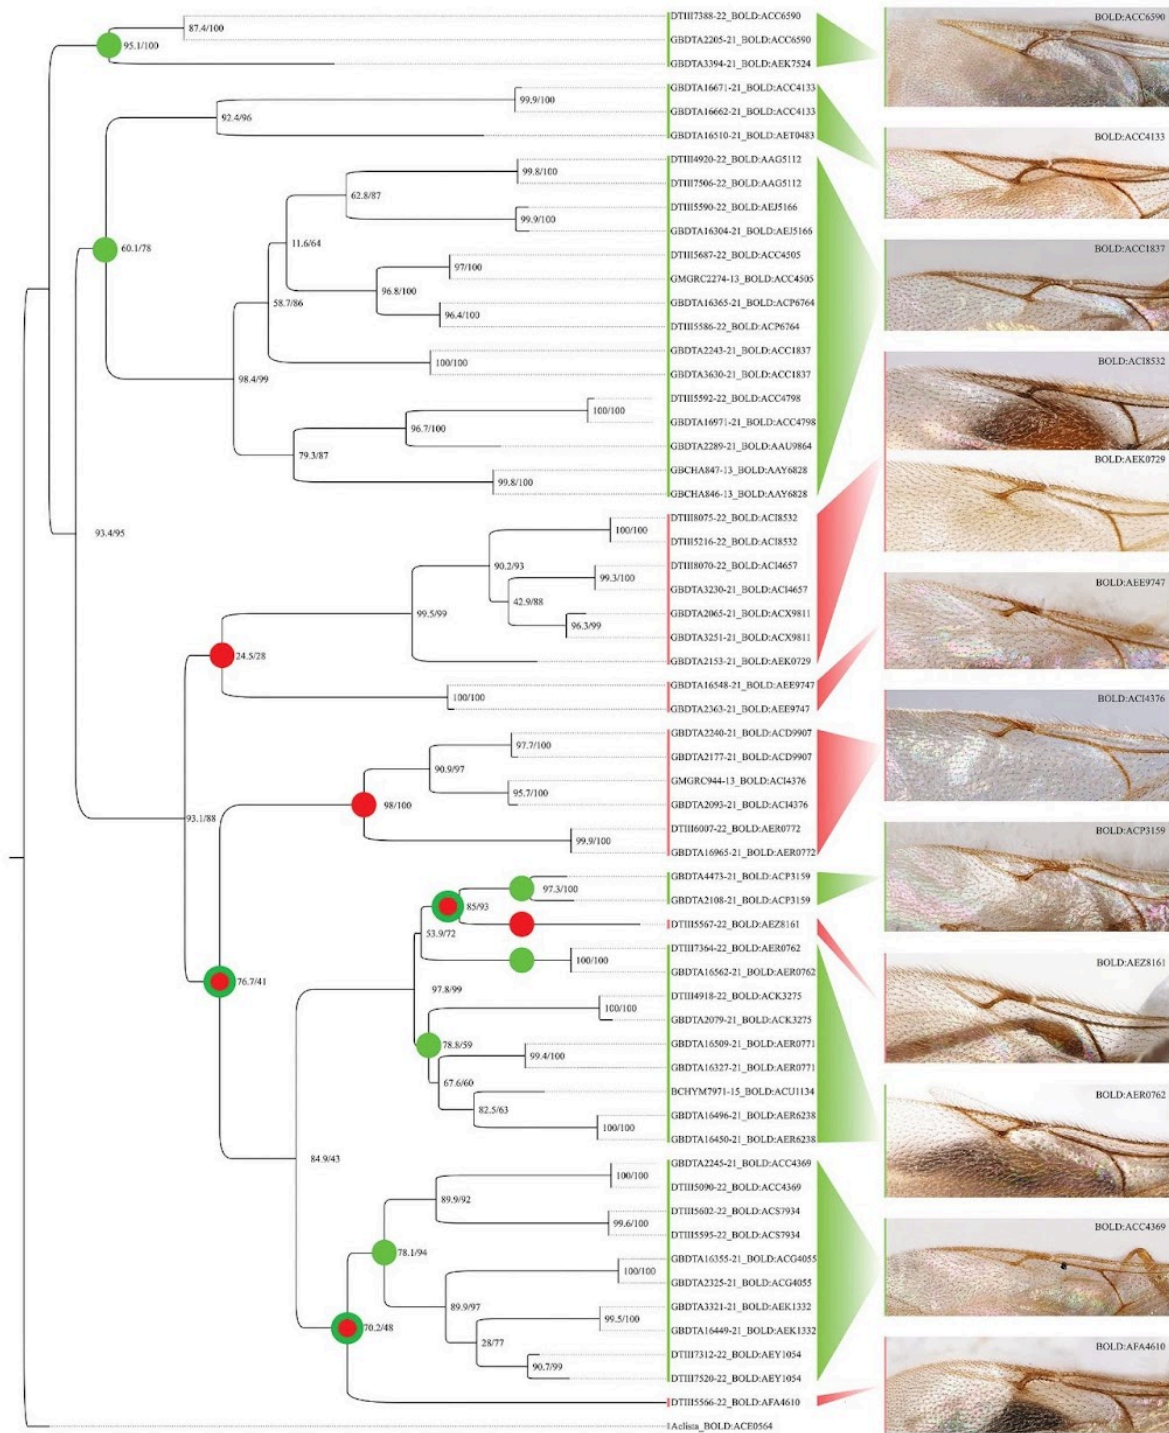 DTIII7388-22_BOLD:ACC6590
87.4/100
GBDTA2205-21_BOLD:ACC6590
95.1/100
GBDTA3394-21_BOLD:AEK7524
GBDTA16671-21_BOLD:ACC4133
99.9/100
GBDTA16662-21_BOLD:ACC4133
92.4/96
GBDTA16510-21_BOLD:AET0483
DTIII4920-22_BOLD:AAG5112
99.8/100
DTIII7506-22_BOLD:AAG5112
62.8/87
DTIII5590-22_BOLD:AEJ5166
99.9/100
GBDTA16304-21_BOLD:AEJ5166
11.6/64
60.1/78
DTIII5687-22_BOLD:ACC4505
97/100
GMGRC2274-13_BOLD:ACC4505
96.8/100
58.7/86
GBDTA16365-21_BOLD:ACP6764
96.4/100
DTIII5586-22_BOLD:ACP6764
GBDTA2243-21_BOLD:ACC1837
100/100
GBDTA3630-21_BOLD:ACC1837
98.4/99
DTIII5592-22_BOLD:ACC4798
100/100
GBDTA16971-21_BOLD:ACC4798
96.7/100
GBDTA2289-21_BOLD:AAU9864
79.3/87
GBCHA847-13_BOLD:AAY6828
99.8/100
GBCHA846-13_BOLD:AAY6828
93.4/95
DTIII8075-22_BOLD:ACI8532
100/100
DTIII5216-22_BOLD:ACI8532
90.2/93
DTIII8070-22_BOLD:ACI4657
99.3/100
GBDTA3230-21_BOLD:ACI4657
42.9/88
99.5/99
GBDTA2065-21_BOLD:ACX9811
96.3/99
GBDTA3251-21_BOLD:ACX9811
24.5/28
GBDTA2153-21_BOLD:AEK0729
GBDTA16548-21_BOLD:AEE9747
100/100
GBDTA2363-21_BOLD:AEE9747
GBDTA2240-21_BOLD:ACD9907
97.7/100
GBDTA2177-21_BOLD:ACD9907
90.9/97
GMGRC944-13_BOLD:ACI4376
95.7/100
GBDTA2093-21_BOLD:ACI4376
98/100
93.1/88
DTIII6007-22_BOLD:AER0772
99.9/100
GBDTA16965-21_BOLD:AER0772
GBDTA4473-21_BOLD:ACP3159
97.3/100
GBDTA2108-21_BOLD:ACP3159
85/93
DTIII5567-22_BOLD:AEZ8161
53.9/72
DTIII7364-22_BOLD:AER0762
100/100
GBDTA16562-21_BOLD:AER0762
76.7/41
97.8/99
DTIII4918-22_BOLD:ACK3275
100/100
GBDTA2079-21_BOLD:ACK3275
78.8/59
GBDTA16509-21_BOLD:AER0771
99.4/100
GBDTA16327-21_BOLD:AER0771
67.6/60
BCHYM7971-15_BOLD:ACU1134
82.5/63
GBDTA16496-21_BOLD:AER6238
100/100
GBDTA16450-21_BOLD:AER6238
84.9/43
GBDTA2245-21_BOLD:ACC4369
100/100
DTIII5090-22_BOLD:ACC4369
89.9/92
DTIII5602-22_BOLD:ACS7934
99.6/100
DTIII5595-22_BOLD:ACS7934
78.1/94
GBDTA16355-21_BOLD:ACG4055
100/100
GBDTA2325-21_BOLD:ACG4055
89.9/97
GBDTA3321-21_BOLD:AEK1332
99.5/100
GBDTA16449-21_BOLD:AEK1332
70.2/48
28/77
DTIII7312-22_BOLD:AEY1054
90.7/99
DTIII7520-22_BOLD:AEY1054
DTIII5566-22_BOLD:AFA4610
Aclista_BOLD:ACE0564
BOLD:ACC6590
BOLD:ACC4133
BOLD:ACC1837
BOLD:ACI8532
BOLD:AEK0729
BOLD:AEE9747
BOLD:ACI4376
BOLD:ACP3159
BOLD:AEZ8161
BOLD:AER0762
BOLD:ACC4369
BOLD:AFA4610